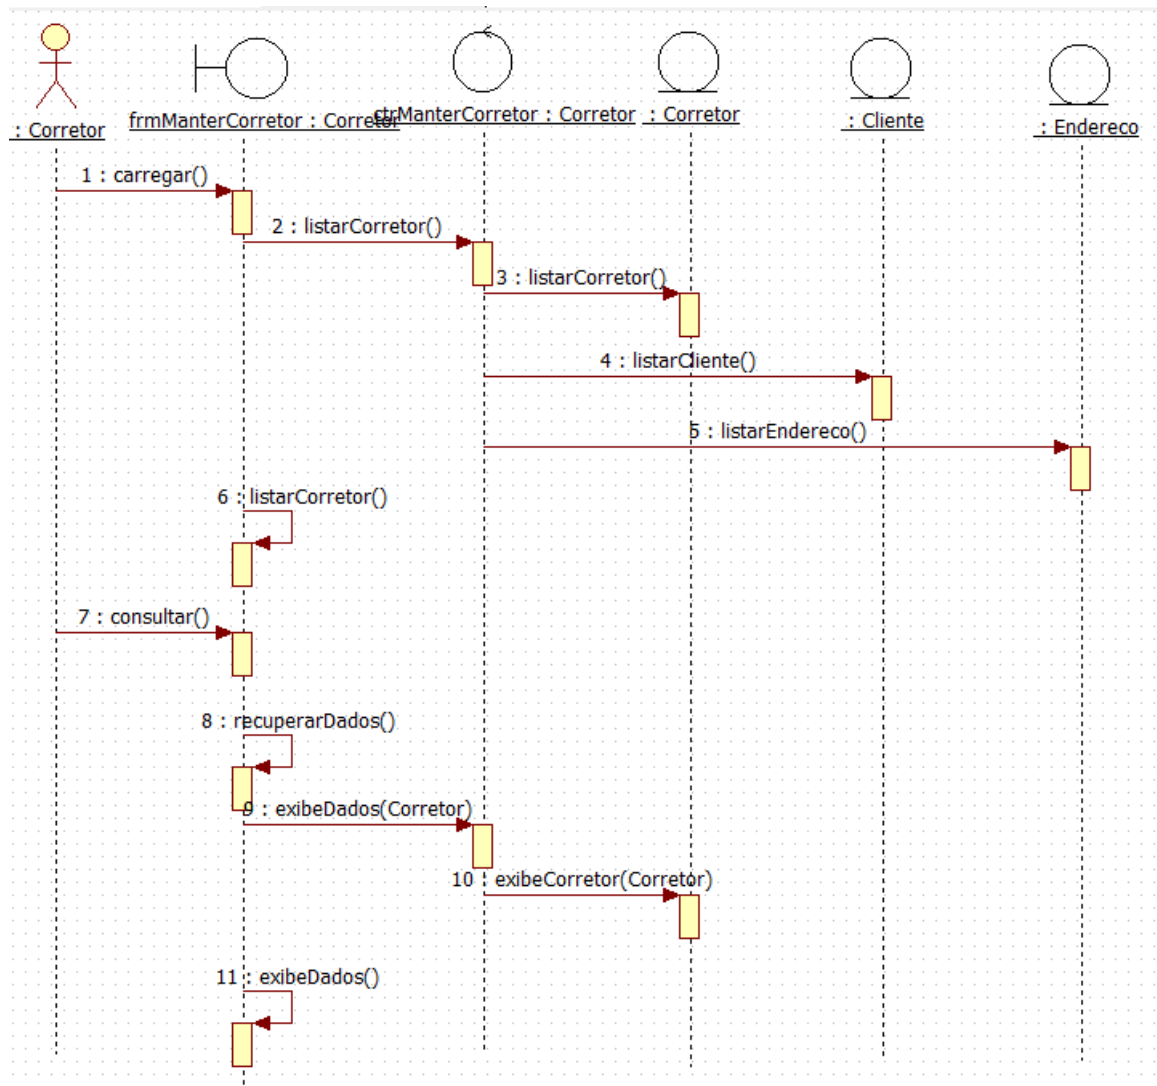 : Corretor
frmManterCorretor : Corretor
ctrManterCorretor : Corretor
: Corretor
: Cliente
: Endereco
1 : carregar()
2 : listarCorretor()
3 : listarCorretor()
4 : listarCliente()
5 : listarEndereco()
6 : listarCorretor()
7 : consultar()
8 : recuperarDados()
9 : exibeDados(Corretor)
10 : exibeCorretor(Corretor)
11 : exibeDados()